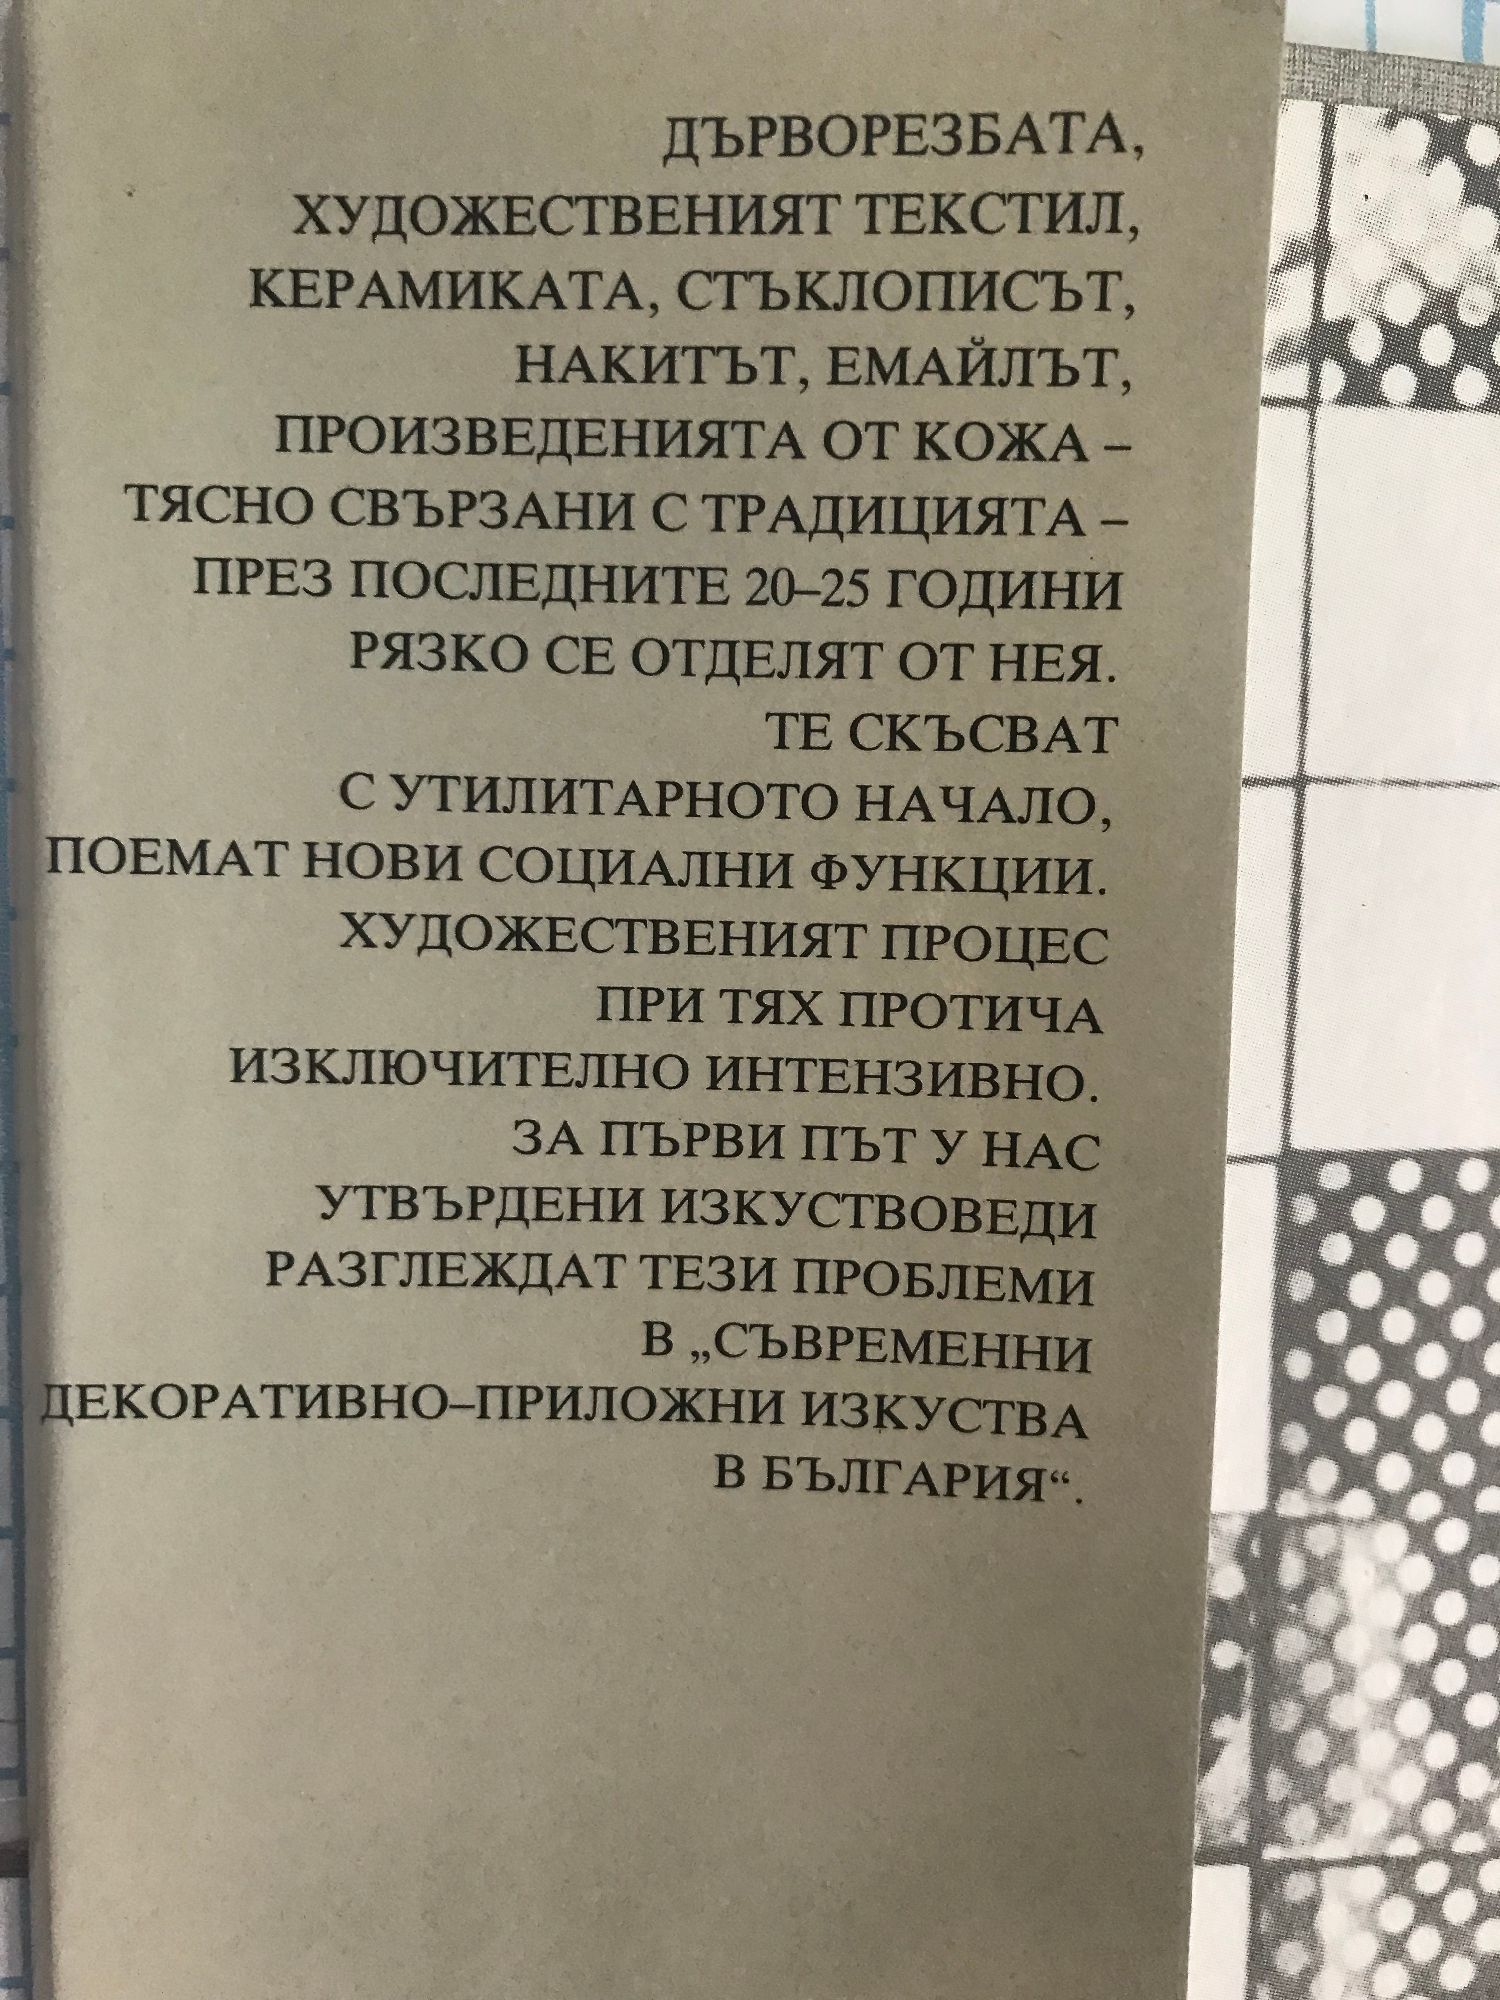 ДЪРВОРЕЗБАТА,
ХУДОЖЕСТВЕНИЯТ ТЕКСТИЛ,
КЕРАМИКАТА, СТЪКЛОПИСЪТ,
НАКИТЪТ, ЕМАЙЛЪТ,
ПРОИЗВЕДЕНИЯТА ОТ КОЖА –
ТЯСНО СВЪРЗАНИ С ТРАДИЦИЯТА –
ПРЕЗ ПОСЛЕДНИТЕ 20–25 ГОДИНИ
РЯЗКО СЕ ОТДЕЛЯТ ОТ НЕЯ.
ТЕ СКЪСВАТ
С УТИЛИТАРНОТО НАЧАЛО,
ПОЕМАТ НОВИ СОЦИАЛНИ ФУНКЦИИ.
ХУДОЖЕСТВЕНИЯТ ПРОЦЕС
ПРИ ТЯХ ПРОТИЧА
ИЗКЛЮЧИТЕЛНО ИНТЕНЗИВНО.
ЗА ПЪРВИ ПЪТ У НАС
УТВЪРДЕНИ ИЗКУСТВОВЕДИ
РАЗГЛЕЖДАТ ТЕЗИ ПРОБЛЕМИ
В „СЪВРЕМЕННИ
ДЕКОРАТИВНО–ПРИЛОЖНИ ИЗКУСТВА
В БЪЛГАРИЯ“.